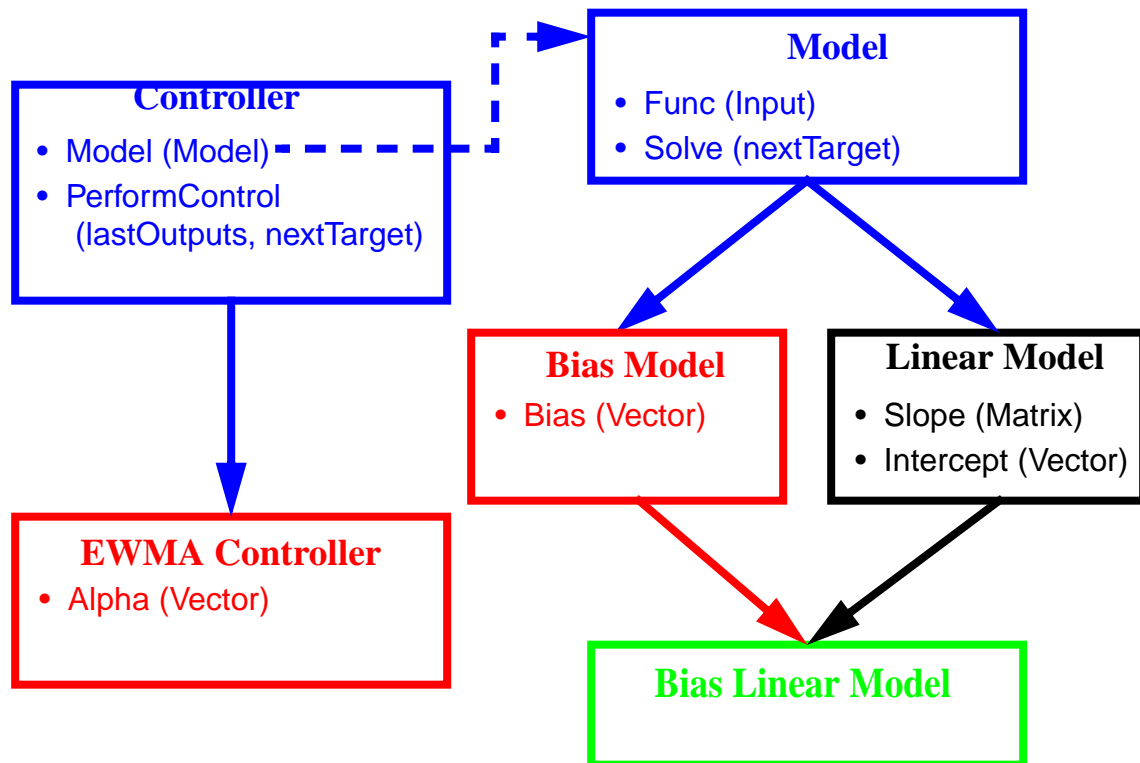 Controller
• Model (Model)
• PerformControl
(lastOutputs, nextTarget)
Model
• Func (Input)
• Solve (nextTarget)
Bias Model
• Bias (Vector)
Linear Model
• Slope (Matrix)
• Intercept (Vector)
EWMA Controller
• Alpha (Vector)
Bias Linear Model